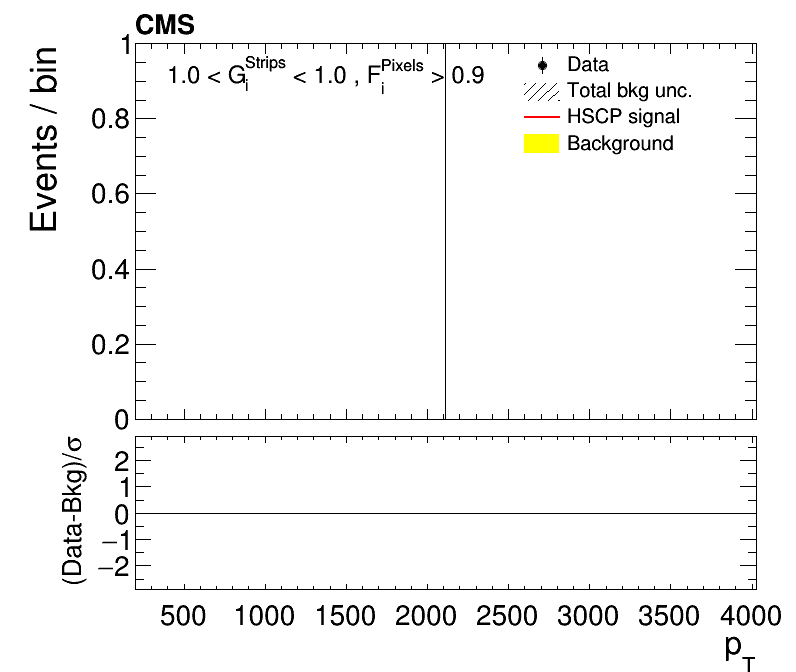 CMS
Events / bin
1
0.8
0.6
0.4
0.2
0
1.0 < G_i^Strips < 1.0 , F_i^Pixels > 0.9
Data
Total bkg unc.
HSCP signal
Background
(Data-Bkg)/σ
2
1
0
−1
−2
500 1000 1500 2000 2500 3000 3500 4000
p_T